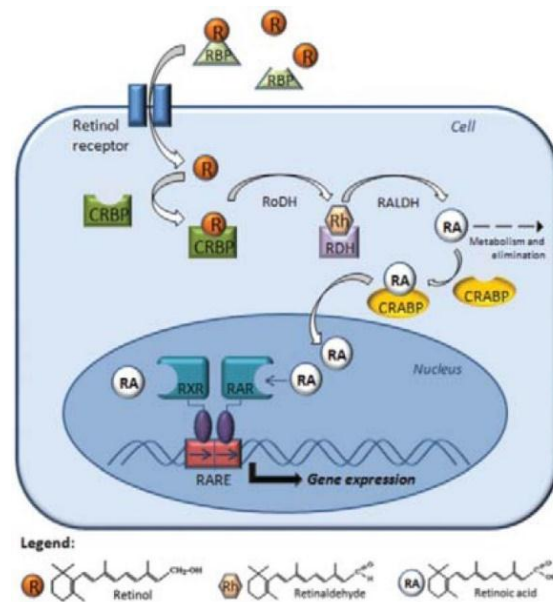 R
RBP
R
R
RBP
Cell
Retinol
receptor
R
CRBP
R
CRBP
RoDH
Rh
RDH
RALDH
RA
Metabolism and
elimination
RA
CRABP
CRABP
Nucleus
RA
RA
RA
RXR
RAR
RARE
Gene expression
Legend:
R
CH₂-OH
Retinol
Rh
Retinaldehyde
RA
Retinoic acid